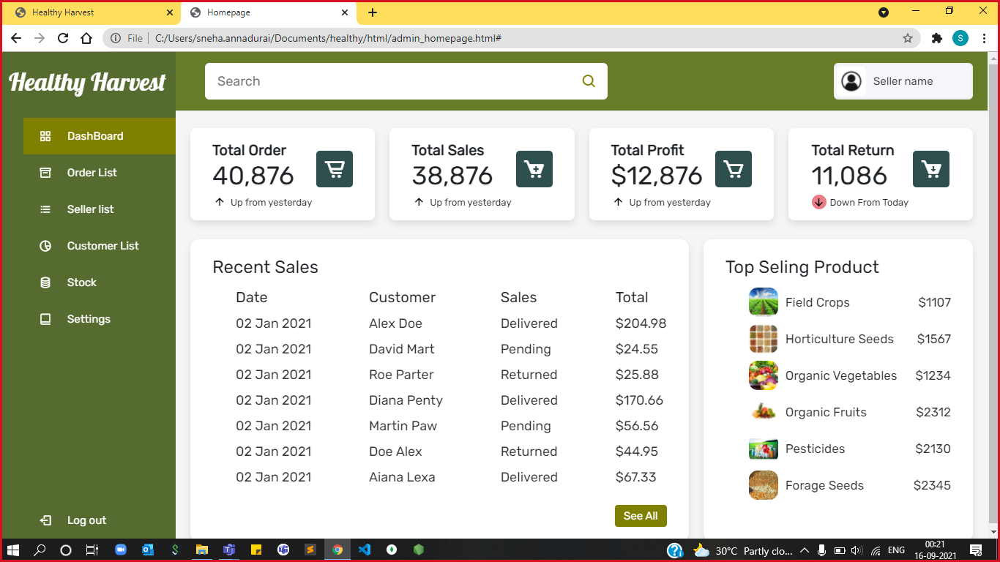 Healthy Harvest
Homepage
File
C:/Users/sneha.annadurai/Documents/healthy/html/admin_homepage.html#
S
Healthy Harvest
Search
Seller name
DashBoard
Order List
Seller list
Customer List
Stock
Settings
Log out
Total Order
40,876
Up from yesterday
Total Sales
38,876
Up from yesterday
Total Profit
$12,876
Up from yesterday
Total Return
11,086
Down From Today
Recent Sales
Date Customer Sales Total
02 Jan 2021 Alex Doe Delivered $204.98
02 Jan 2021 David Mart Pending $24.55
02 Jan 2021 Roe Parter Returned $25.88
02 Jan 2021 Diana Penty Delivered $170.66
02 Jan 2021 Martin Paw Pending $56.56
02 Jan 2021 Doe Alex Returned $44.95
02 Jan 2021 Aiana Lexa Delivered $67.33
See All
Top Seling Product
Field Crops $1107
Horticulture Seeds $1567
Organic Vegetables $1234
Organic Fruits $2312
Pesticides $2130
Forage Seeds $2345
30°C Partly clo...
ENG
00:21
16-09-2021